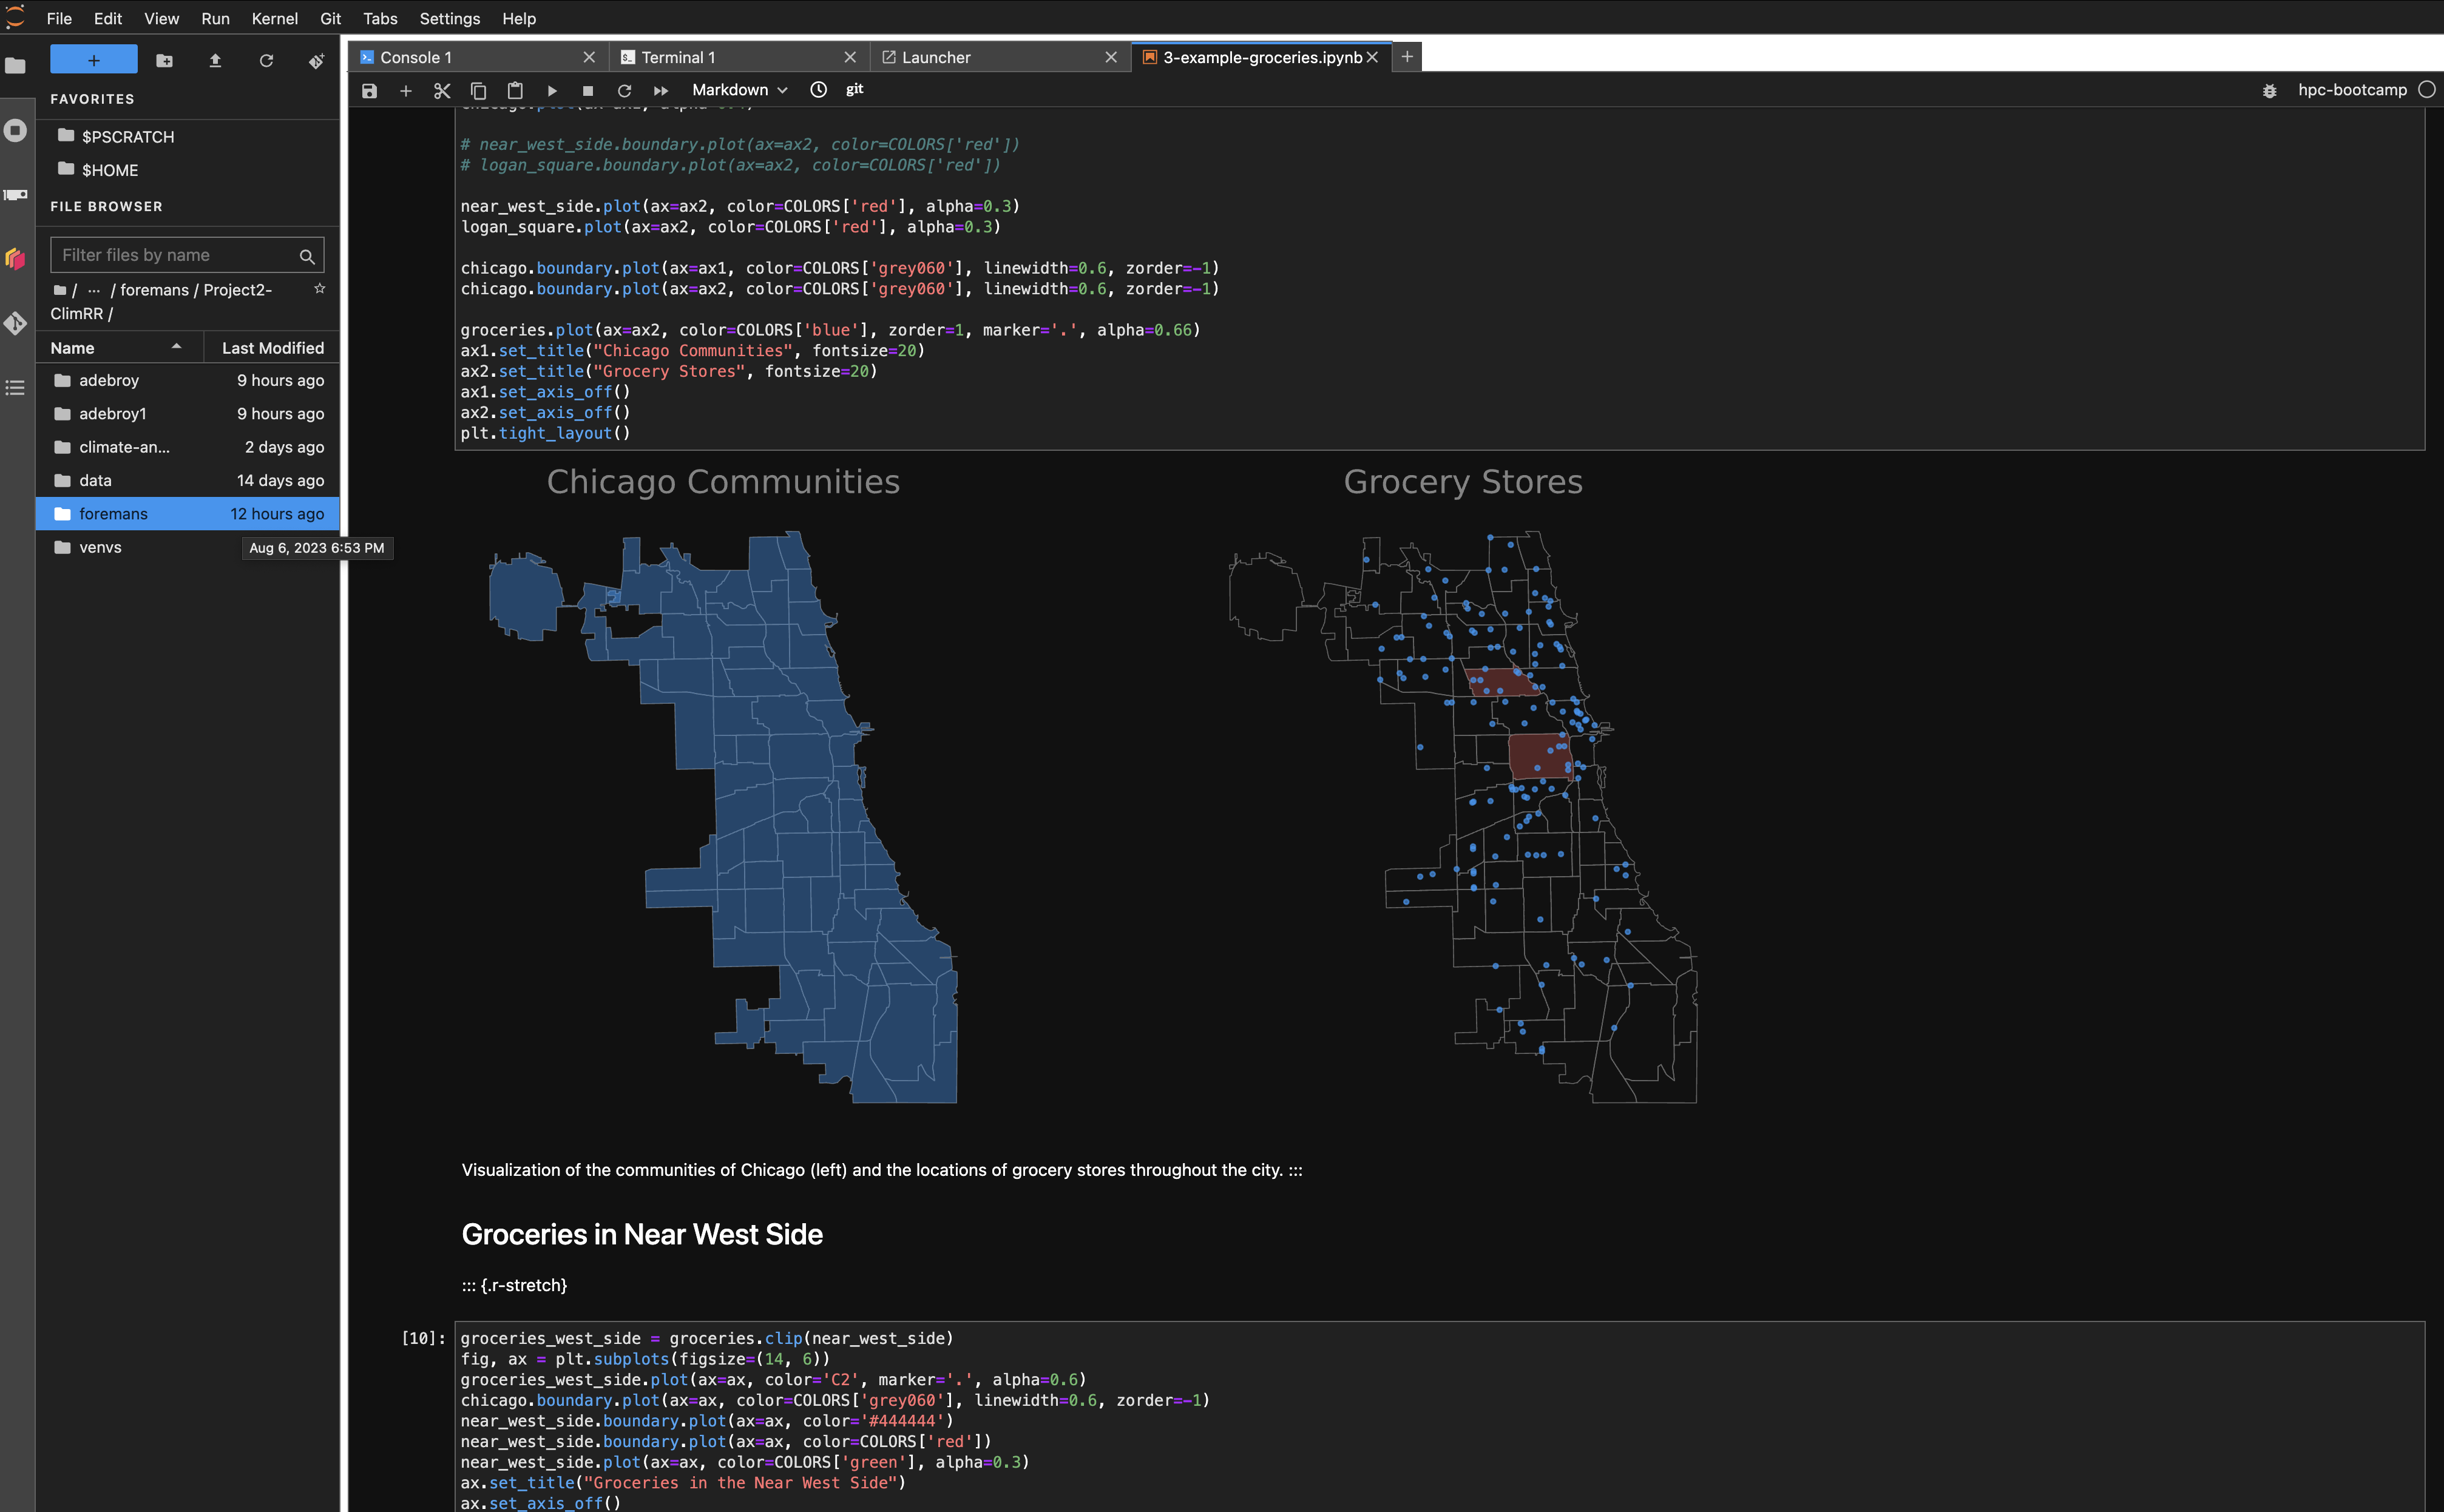 File Edit View Run Kernel Git Tabs Settings Help
+
FAVORITES
$PSCRATCH
$HOME
FILE BROWSER
Filter files by name
/ ··· / foremans / Project2-
ClimRR /
Name Last Modified
adebroy 9 hours ago
adebroy1 9 hours ago
climate-an... 2 days ago
data 14 days ago
foremans 12 hours ago
venvs
Aug 6, 2023 6:53 PM
Console 1
Terminal 1
Launcher
3-example-groceries.ipynb
Markdown
git
hpc-bootcamp
# near_west_side.boundary.plot(ax=ax2, color=COLORS['red'])
# logan_square.boundary.plot(ax=ax2, color=COLORS['red'])
near_west_side.plot(ax=ax2, color=COLORS['red'], alpha=0.3)
logan_square.plot(ax=ax2, color=COLORS['red'], alpha=0.3)
chicago.boundary.plot(ax=ax1, color=COLORS['grey060'], linewidth=0.6, zorder=-1)
chicago.boundary.plot(ax=ax2, color=COLORS['grey060'], linewidth=0.6, zorder=-1)
groceries.plot(ax=ax2, color=COLORS['blue'], zorder=1, marker='.', alpha=0.66)
ax1.set_title("Chicago Communities", fontsize=20)
ax2.set_title("Grocery Stores", fontsize=20)
ax1.set_axis_off()
ax2.set_axis_off()
plt.tight_layout()
Chicago Communities
Grocery Stores
Visualization of the communities of Chicago (left) and the locations of grocery stores throughout the city. :::
Groceries in Near West Side
::: {.r-stretch}
[10]:
groceries_west_side = groceries.clip(near_west_side)
fig, ax = plt.subplots(figsize=(14, 6))
groceries_west_side.plot(ax=ax, color='C2', marker='.', alpha=0.6)
chicago.boundary.plot(ax=ax, color=COLORS['grey060'], linewidth=0.6, zorder=-1)
near_west_side.boundary.plot(ax=ax, color='#444444')
near_west_side.boundary.plot(ax=ax, color=COLORS['red'])
near_west_side.plot(ax=ax, color=COLORS['green'], alpha=0.3)
ax.set_title("Groceries in the Near West Side")
ax.set_axis_off()